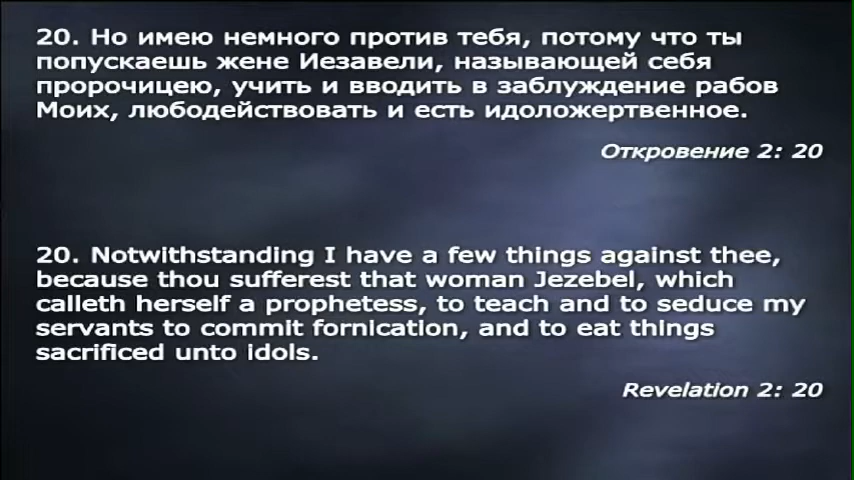 20. Но имею немного против тебя, потому что ты
попускаешь жене Иезавели, называющей себя
пророчицею, учить и вводить в заблуждение рабов
Моих, любодействовать и есть идоложертвенное.
Откровение 2: 20
20. Notwithstanding I have a few things against thee,
because thou sufferest that woman Jezebel, which
calleth herself a prophetess, to teach and to seduce my
servants to commit fornication, and to eat things
sacrificed unto idols.
Revelation 2: 20